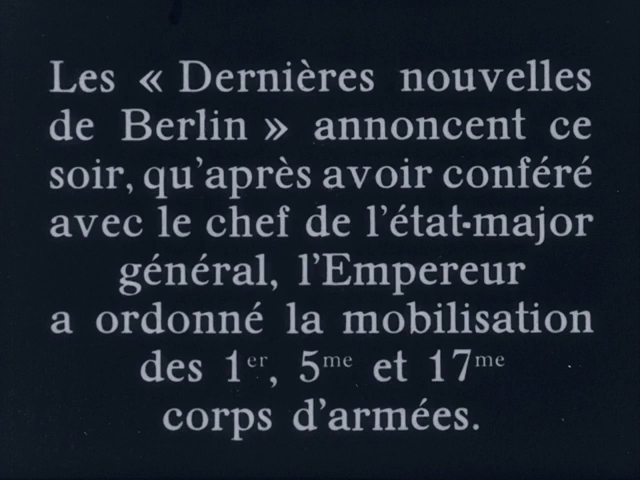 Les « Dernières nouvelles
de Berlin » annoncent ce
soir, qu'après avoir conféré
avec le chef de l'état-major
général, l'Empereur
a ordonné la mobilisation
des 1er, 5me et 17me
corps d'armées.